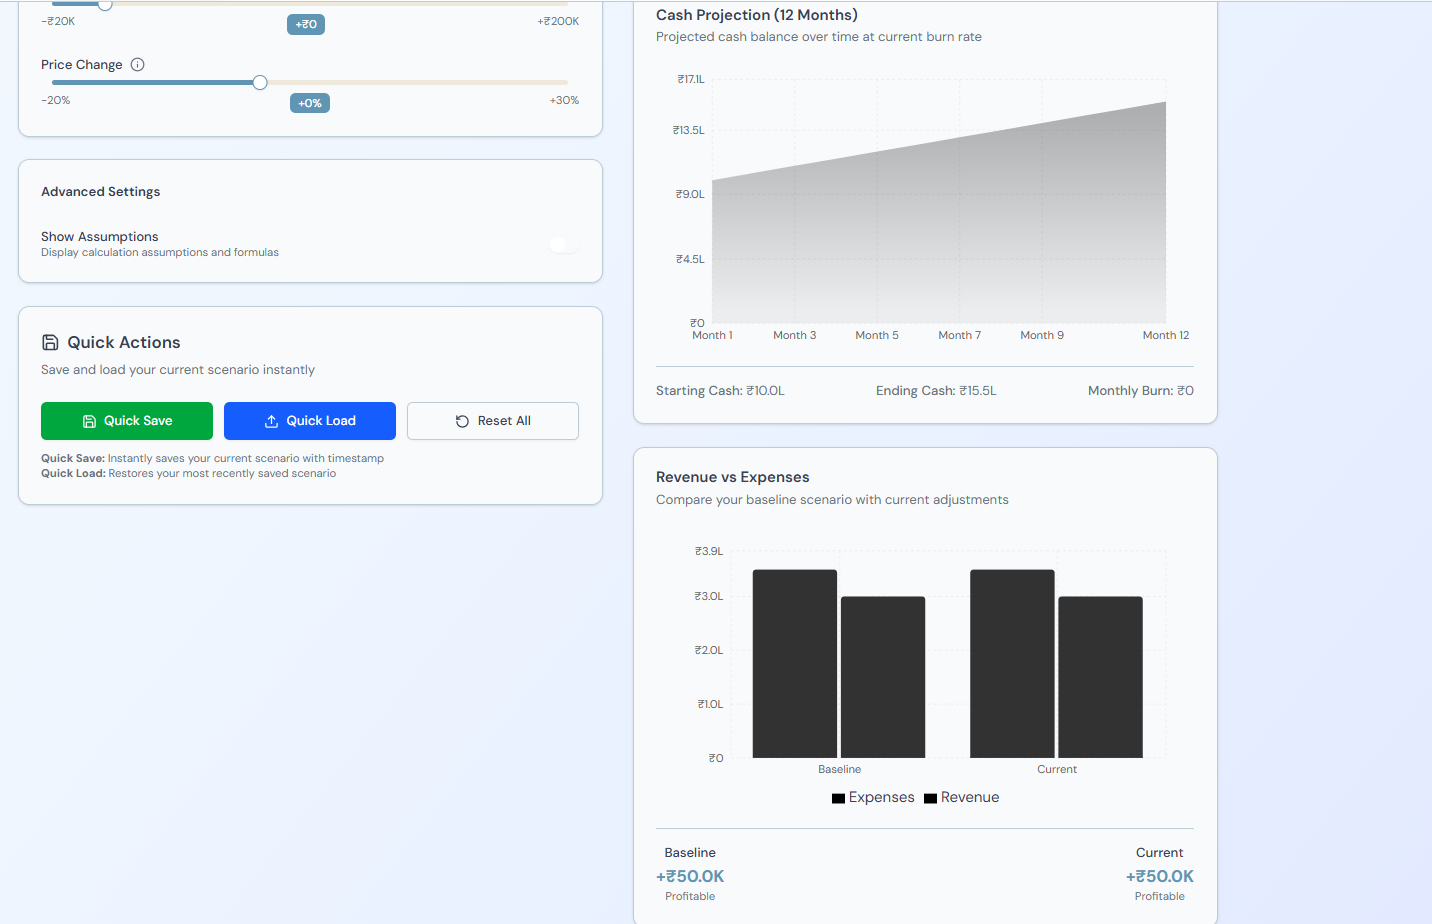 -₹20K
+₹0
+₹200K
Price Change
-20%
+0%
+30%
Advanced Settings
Show Assumptions
Display calculation assumptions and formulas
Quick Actions
Save and load your current scenario instantly
Quick Save
Quick Load
Reset All
Quick Save: Instantly saves your current scenario with timestamp
Quick Load: Restores your most recently saved scenario
Cash Projection (12 Months)
Projected cash balance over time at current burn rate
₹17.1L
₹13.5L
₹9.0L
₹4.5L
₹0
Month 1
Month 3
Month 5
Month 7
Month 9
Month 12
Starting Cash: ₹10.0L
Ending Cash: ₹15.5L
Monthly Burn: ₹0
Revenue vs Expenses
Compare your baseline scenario with current adjustments
₹3.9L
₹3.0L
₹2.0L
₹1.0L
₹0
Baseline
Current
Expenses
Revenue
Baseline
+₹50.0K
Profitable
Current
+₹50.0K
Profitable